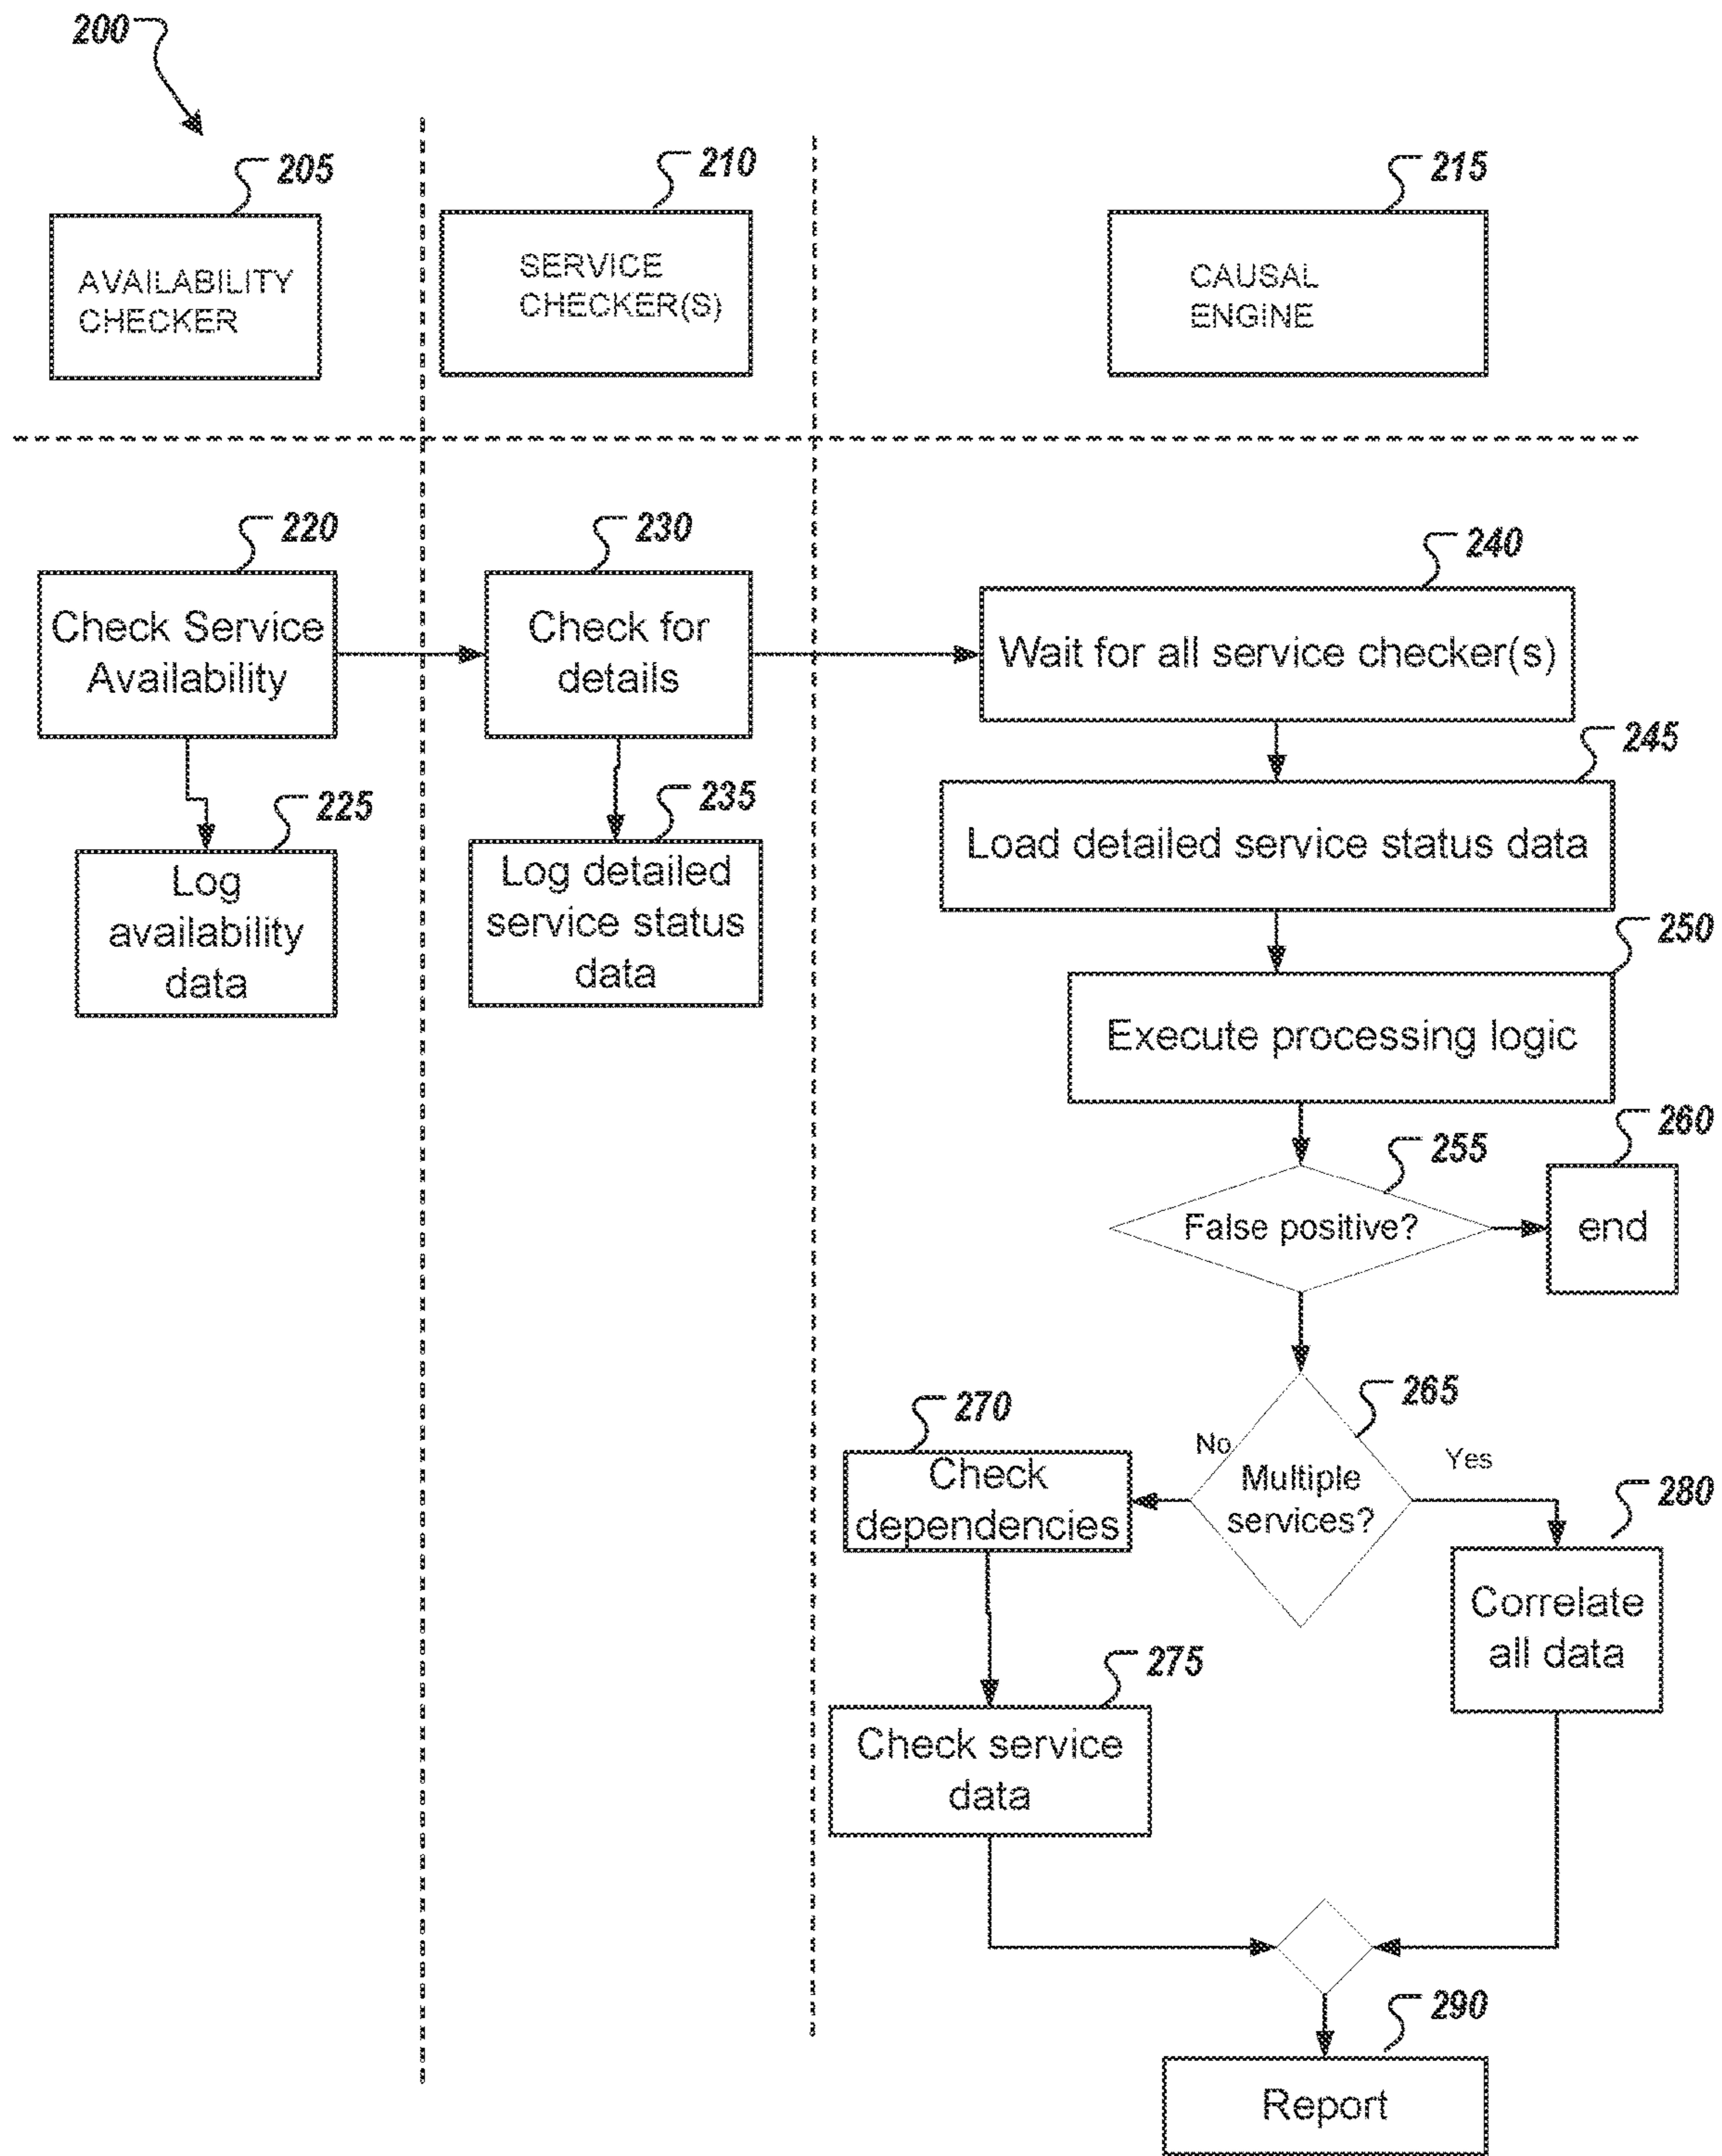 200
205
210
215
AVAILABILITY
CHECKER
SERVICE
CHECKER(S)
CAUSAL
ENGINE
220
230
240
Check Service
Availability
Check for
details
Wait for all service checker(s)
225
235
245
Log
availability
data
Log detailed
service status
data
Load detailed service status data
250
Execute processing logic
255
260
False positive?
end
265
270
No
Yes
Multiple
services?
Check
dependencies
280
Correlate
all data
275
Check service
data
290
Report